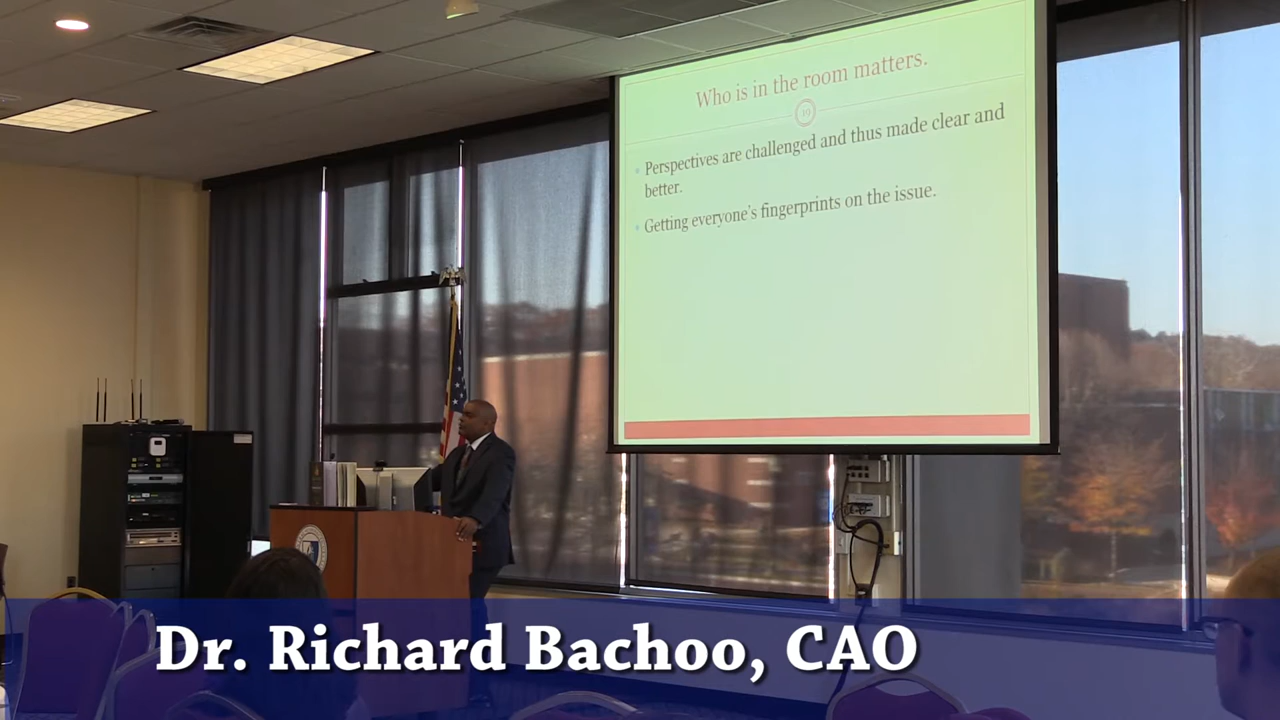 Who is in the room matters.
Perspectives are challenged and thus made clear and
better.
Getting everyone's fingerprints on the issue.
Dr. Richard Bachoo, CAO